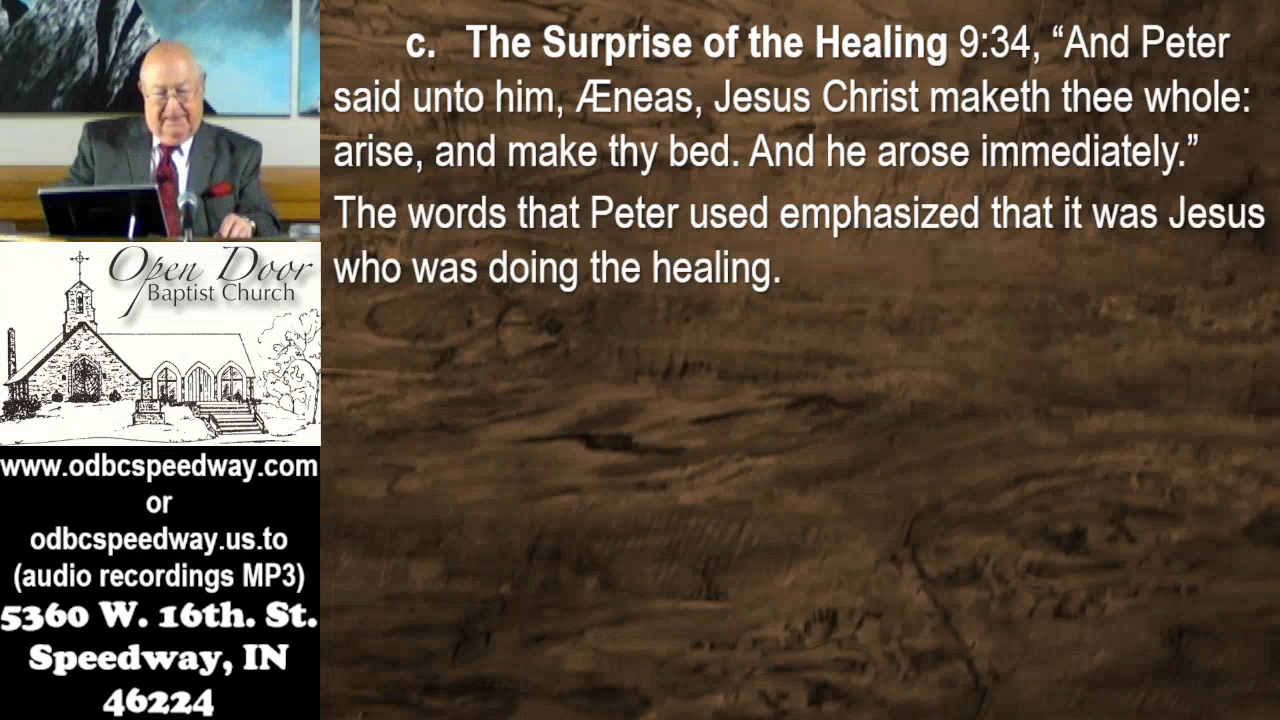 c. The Surprise of the Healing 9:34, “And Peter
said unto him, Æneas, Jesus Christ maketh thee whole:
arise, and make thy bed. And he arose immediately.”
The words that Peter used emphasized that it was Jesus
who was doing the healing.
Open Door
Baptist Church
www.odbcspeedway.com
or
odbcspeedway.us.to
(audio recordings MP3)
5360 W. 16th. St.
Speedway, IN
46224